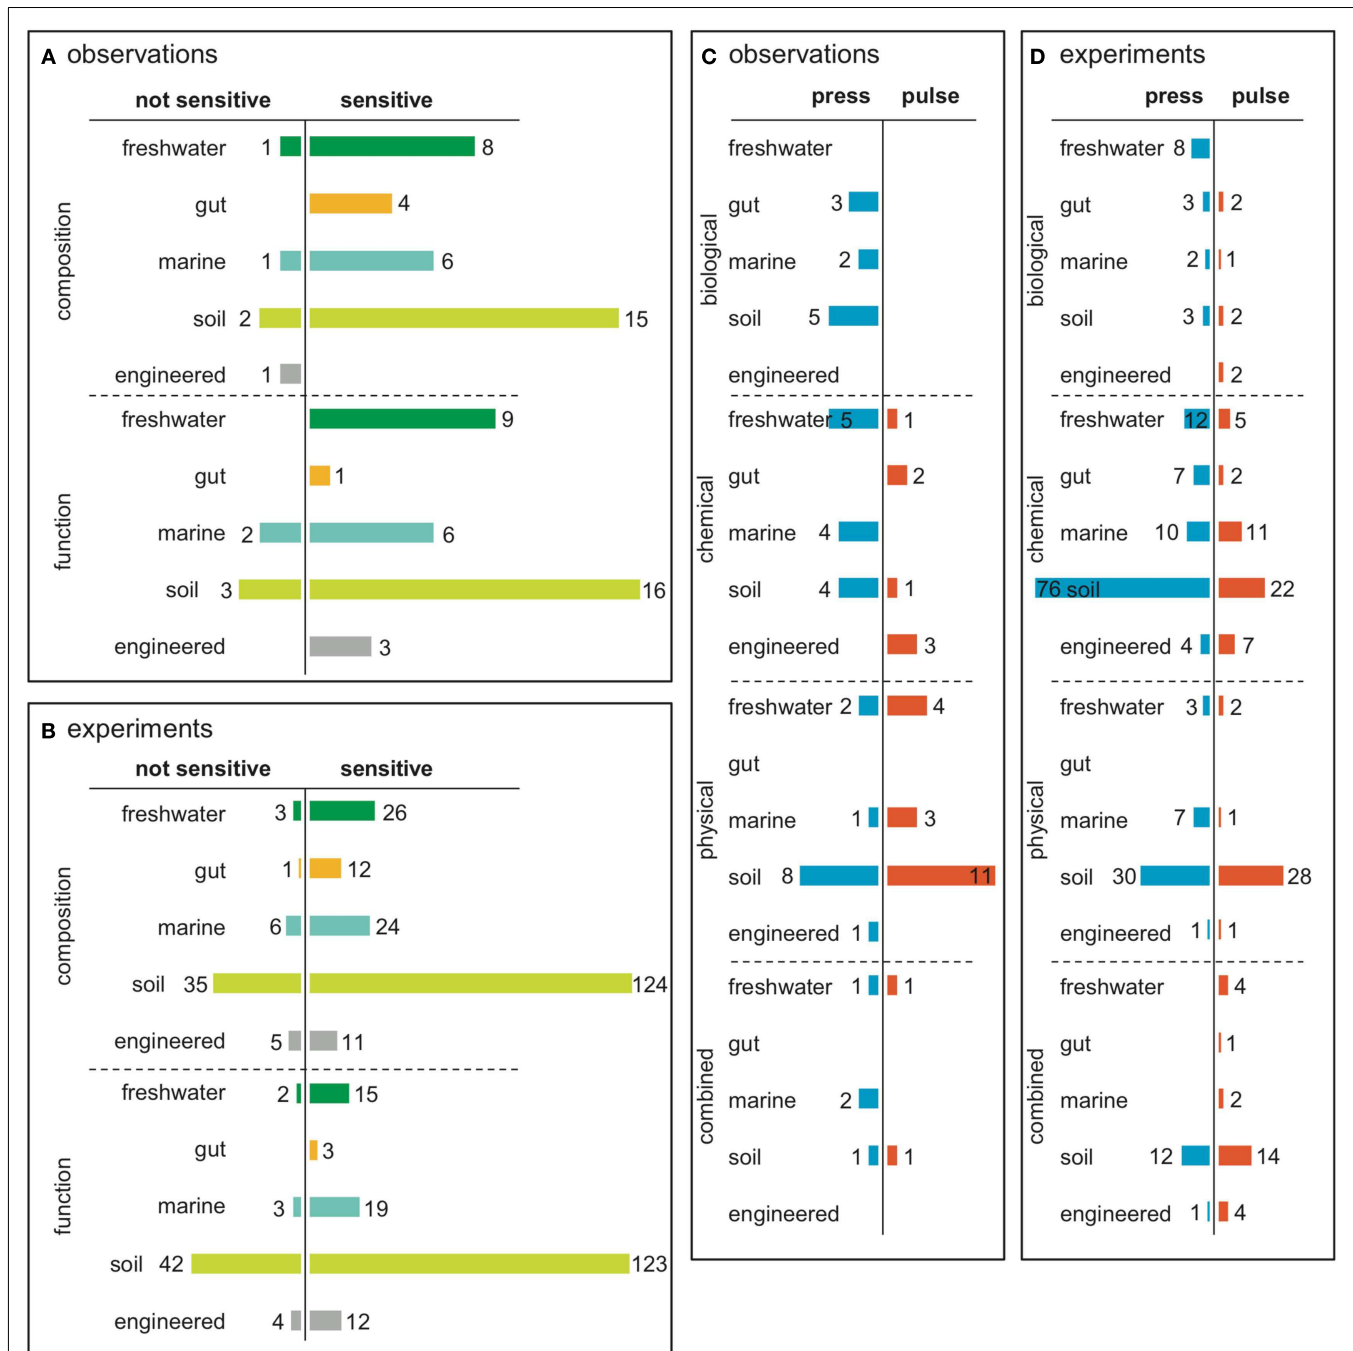 A observations
not sensitive sensitive
composition
freshwater 1 8
gut 4
marine 1 6
soil 2 15
engineered 1
function
freshwater 9
gut 1
marine 2 6
soil 3 16
engineered 3
B experiments
not sensitive sensitive
composition
freshwater 3 26
gut 1 12
marine 6 24
soil 35 124
engineered 5 11
function
freshwater 2 15
gut 3
marine 3 19
soil 42 123
engineered 4 12
C observations
press pulse
biological
freshwater
gut 3
marine 2
soil 5
engineered
chemical
freshwater 5 1
gut 2
marine 4
soil 4 1
engineered 3
physical
freshwater 2 4
gut
marine 1 3
soil 8 11
engineered 1
combined
freshwater 1 1
gut
marine 2
soil 1 1
engineered
D experiments
press pulse
biological
freshwater 8
gut 3 2
marine 2 1
soil 3 2
engineered 2
chemical
freshwater 12 5
gut 7 2
marine 10 11
76 soil 22
engineered 4 7
physical
freshwater 3 2
gut
marine 7 1
soil 30 28
engineered 1 1
combined
freshwater 4
gut 1
marine 2
soil 12 14
engineered 1 4